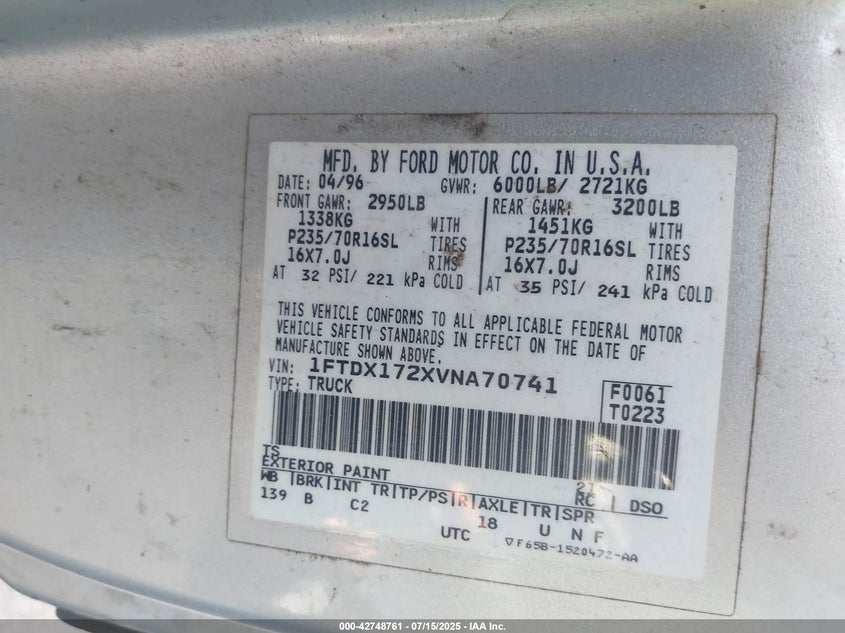 MFD. BY FORD MOTOR CO. IN U.S.A.
DATE: 04/96 GVWR: 6000LB/ 2721KG
FRONT GAWR: 2950LB REAR GAWR: 3200LB
1338KG WITH 1451KG WITH
P235/70R16SL TIRES P235/70R16SL TIRES
16X7.0J RIMS 16X7.0J RIMS
AT 32 PSI/ 221 kPa COLD AT 35 PSI/ 241 kPa COLD
THIS VEHICLE CONFORMS TO ALL APPLICABLE FEDERAL MOTOR
VEHICLE SAFETY STANDARDS IN EFFECT ON THE DATE OF
MANUFACTURE SHOWN ABOVE.
VIN: 1FTDX172XVNA70741
TYPE: TRUCK
F0061
T0223
TS
EXTERIOR PAINT
RC DSO
WB BRK INT TR TP/PS R AXLE TR SPR
139 B C2 18 U N F
UTC ▽F65B-1520472-AA
000-42748761 / 07/15/2025 - IAA Inc.